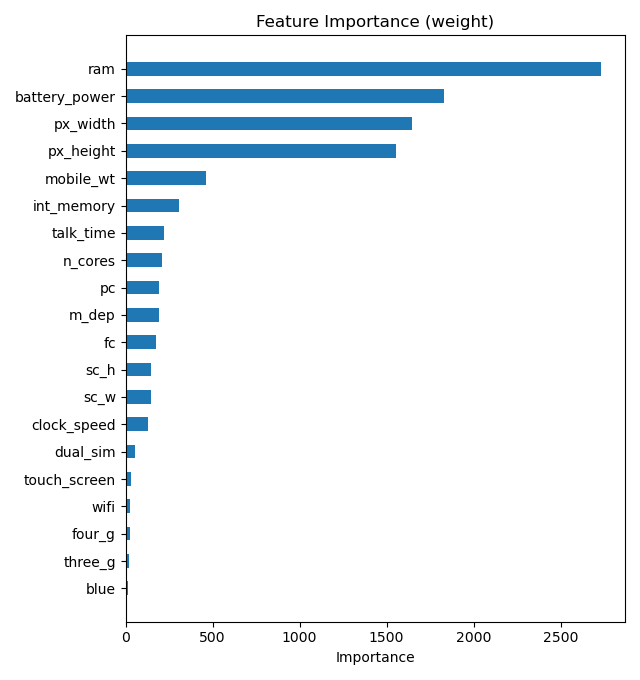 Feature Importance (weight)
ram
battery_power
px_width
px_height
mobile_wt
int_memory
talk_time
n_cores
pc
m_dep
fc
sc_h
sc_w
clock_speed
dual_sim
touch_screen
wifi
four_g
three_g
blue
0 500 1000 1500 2000 2500
Importance